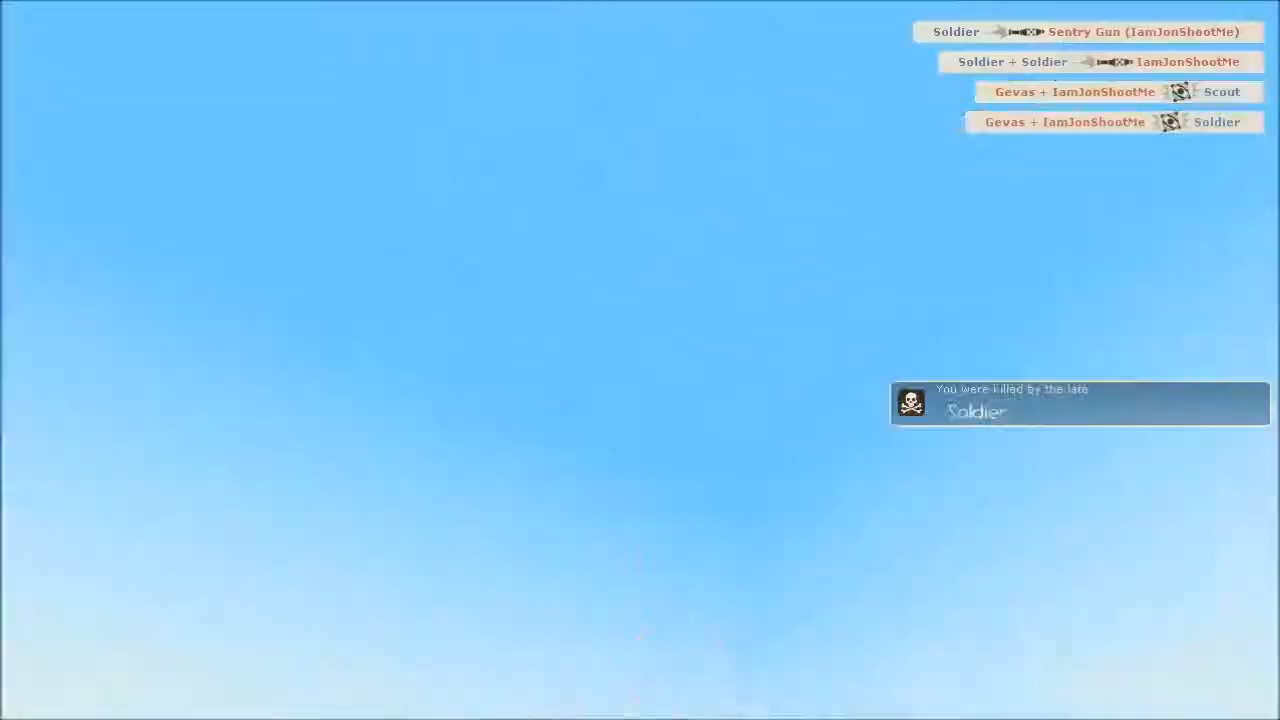 Soldier Sentry Gun (IamJonShootMe)
Soldier + Soldier IamJonShootMe
Gevas + IamJonShootMe Scout
Gevas + IamJonShootMe Soldier
You were killed by the late
Soldier